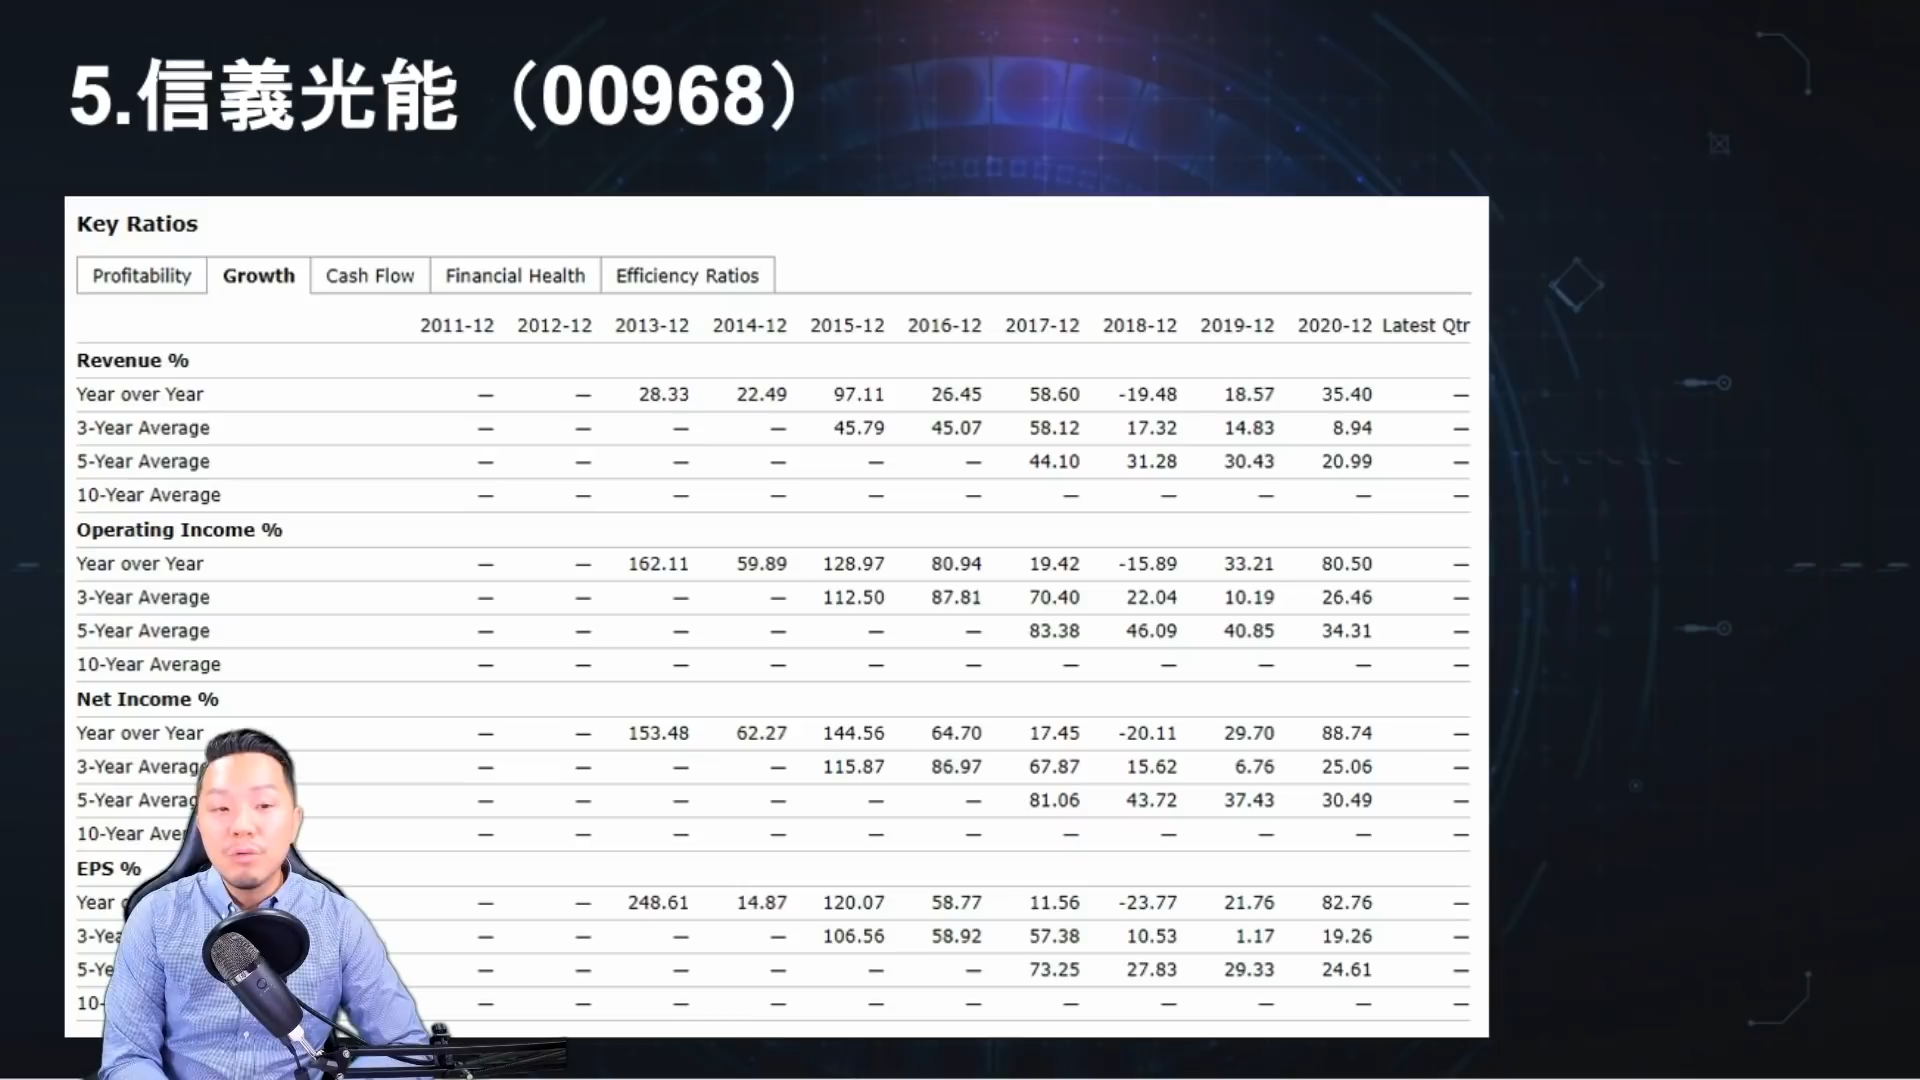 5.信義光能（00968）
Key Ratios
Profitability Growth Cash Flow Financial Health Efficiency Ratios
2011-12 2012-12 2013-12 2014-12 2015-12 2016-12 2017-12 2018-12 2019-12 2020-12 Latest Qtr
Revenue %
Year over Year — — 28.33 22.49 97.11 26.45 58.60 -19.48 18.57 35.40 —
3-Year Average — — — — 45.79 45.07 58.12 17.32 14.83 8.94 —
5-Year Average — — — — — — 44.10 31.28 30.43 20.99 —
10-Year Average — — — — — — — — — — —
Operating Income %
Year over Year — — 162.11 59.89 128.97 80.94 19.42 -15.89 33.21 80.50 —
3-Year Average — — — — 112.50 87.81 70.40 22.04 10.19 26.46 —
5-Year Average — — — — — — 83.38 46.09 40.85 34.31 —
10-Year Average — — — — — — — — — — —
Net Income %
Year over Year — — 153.48 62.27 144.56 64.70 17.45 -20.11 29.70 88.74 —
3-Year Average — — — — 115.87 86.97 67.87 15.62 6.76 25.06 —
5-Year — — — — — — 81.06 43.72 37.43 30.49 —
10-Year — — — — — — — — — — —
EPS %
Year — — 248.61 14.87 120.07 58.77 11.56 -23.77 21.76 82.76 —
— — — — 106.56 58.92 57.38 10.53 1.17 19.26 —
— — — — — — 73.25 27.83 29.33 24.61 —
10- — — — — — — — — — — —